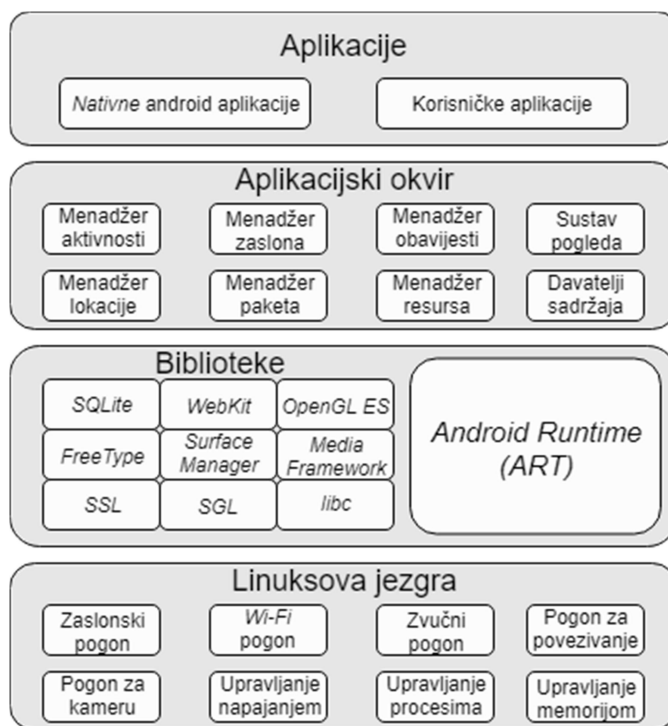 Aplikacije
Nativne android aplikacije
Korisničke aplikacije
Aplikacijski okvir
Menadžer
aktivnosti
Menadžer
zaslona
Menadžer
obavijesti
Sustav
pogleda
Menadžer
lokacije
Menadžer
paketa
Menadžer
resursa
Davatelji
sadržaja
Biblioteke
SQLite
WebKit
OpenGL ES
FreeType
Surface
Manager
Media
Framework
SSL
SGL
libc
Android Runtime
(ART)
Linuksova jezgra
Zaslonski
pogon
Wi-Fi
pogon
Zvučni
pogon
Pogon za
povezivanje
Pogon za
kameru
Upravljanje
napajanjem
Upravljanje
procesima
Upravljanje
memorijom